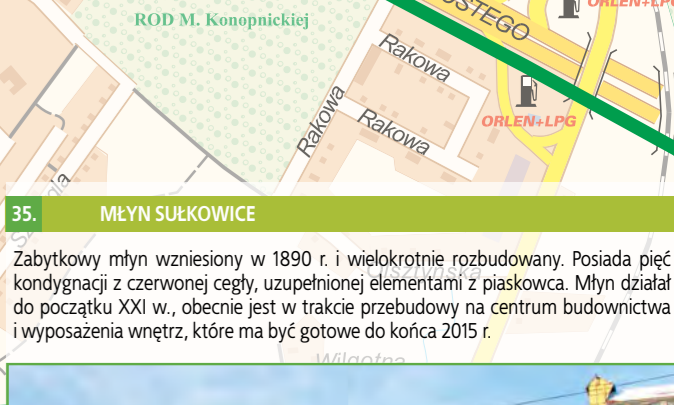 ROD M. Konopnickiej
ORLEN+LPG
Rakowa
Rakowa
Rakowa
ORLEN+LPG
35. MŁYN SUŁKOWICE
Zabytkowy młyn wzniesiony w 1890 r. i wielokrotnie rozbudowany. Posiada pięć
kondygnacji z czerwonej cegły, uzupełnionej elementami z piaskowca. Młyn działał
do początku XXI w., obecnie jest w trakcie przebudowy na centrum budownictwa
i wyposażenia wnętrz, które ma być gotowe do końca 2015 r.
Olsztyńska
Wilgotna